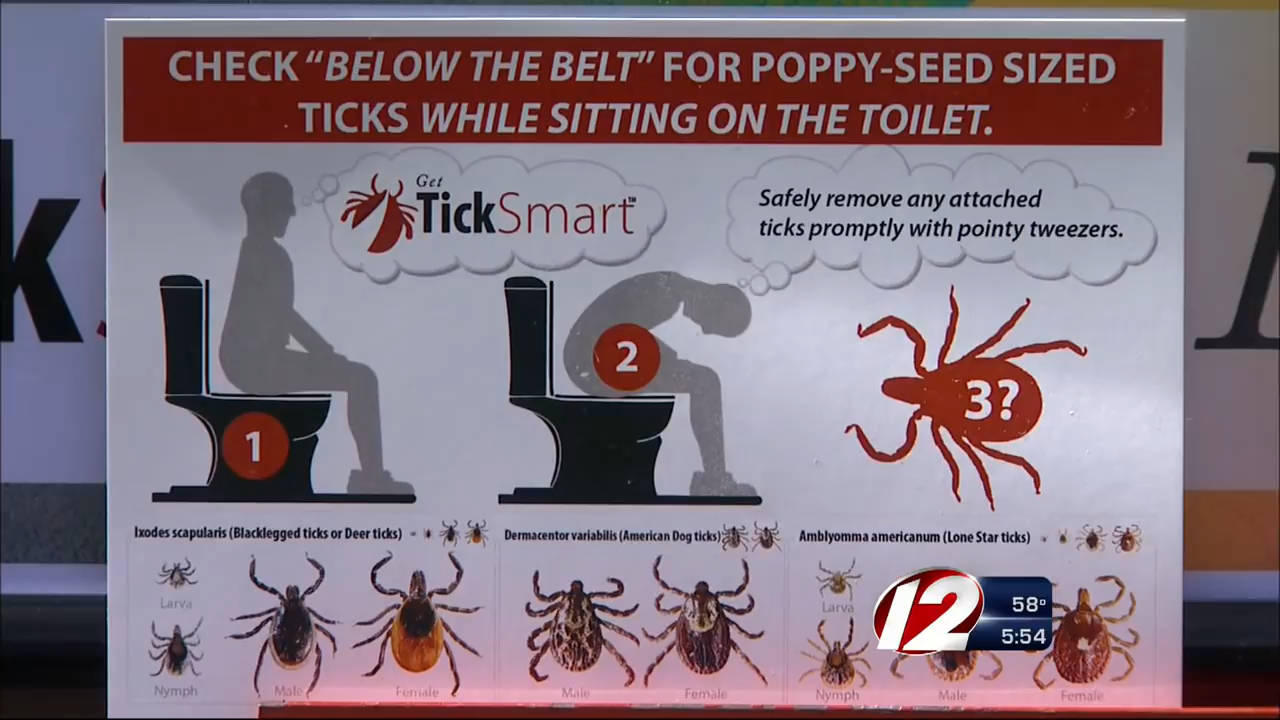 CHECK “BELOW THE BELT” FOR POPPY-SEED SIZED
TICKS WHILE SITTING ON THE TOILET.
Get
TickSmart™
Safely remove any attached
ticks promptly with pointy tweezers.
1
2
3?
Ixodes scapularis (Blacklegged ticks or Deer ticks)
Dermacentor variabilis (American Dog ticks)
Amblyomma americanum (Lone Star ticks)
Larva
Nymph
Male
Female
Male
Female
Larva
Nymph
Male
Female
12
58°
5:54
k